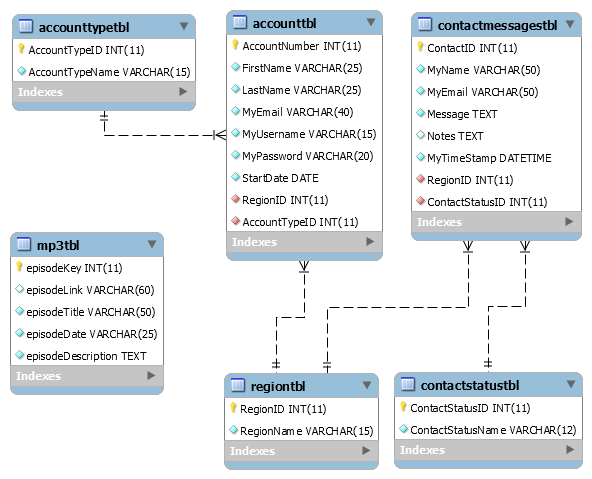 accounttypetbl
AccountTypeID INT(11)
AccountTypeName VARCHAR(15)
Indexes
accounttbl
AccountNumber INT(11)
FirstName VARCHAR(25)
LastName VARCHAR(25)
MyEmail VARCHAR(40)
MyUsername VARCHAR(15)
MyPassword VARCHAR(20)
StartDate DATE
RegionID INT(11)
AccountTypeID INT(11)
Indexes
contactmessagestbl
ContactID INT(11)
MyName VARCHAR(50)
MyEmail VARCHAR(50)
Message TEXT
Notes TEXT
MyTimeStamp DATETIME
RegionID INT(11)
ContactStatusID INT(11)
Indexes
mp3tbl
episodeKey INT(11)
episodeLink VARCHAR(60)
episodeTitle VARCHAR(50)
episodeDate VARCHAR(25)
episodeDescription TEXT
Indexes
regiontbl
RegionID INT(11)
RegionName VARCHAR(15)
Indexes
contactstatustbl
ContactStatusID INT(11)
ContactStatusName VARCHAR(12)
Indexes